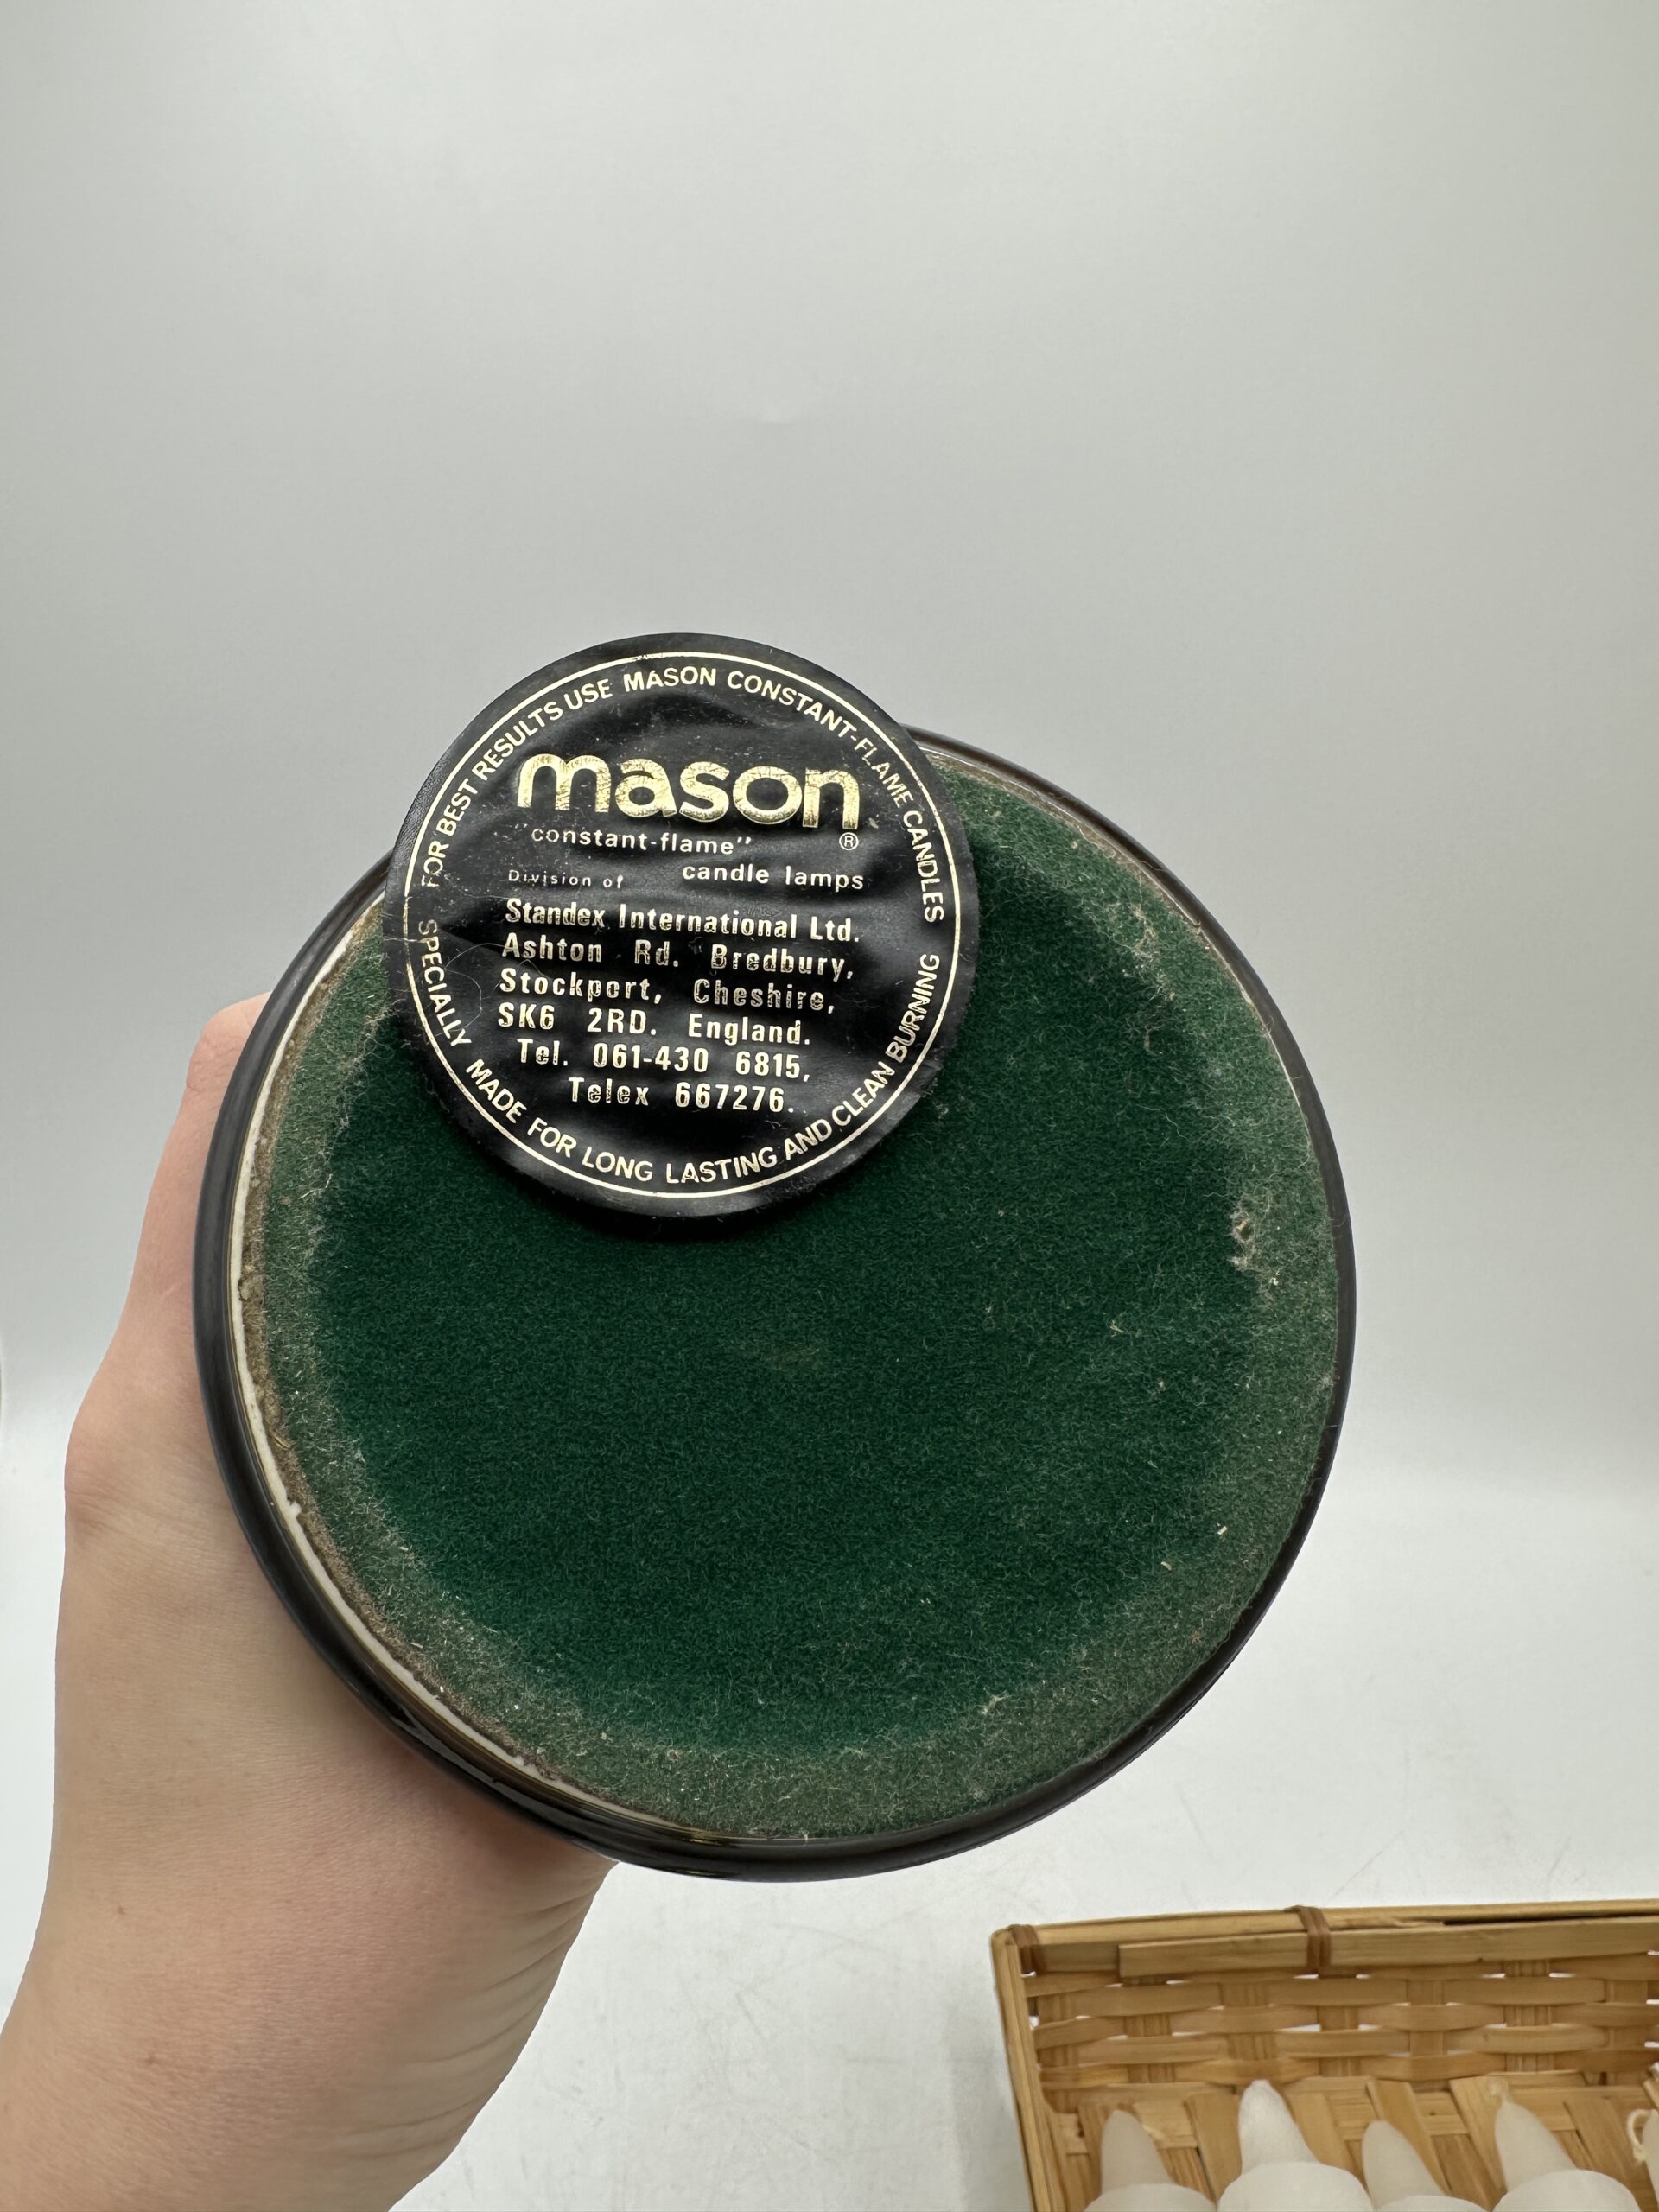 FOR BEST RESULTS USE MASON CONSTANT-FLAME CANDLES
mason
®
"constant-flame"
candle lamps
Division of
Standex International Ltd.
Ashton Rd. Bredbury,
Stockport, Cheshire,
SK6 2RD. England.
Tel. 061-430 6815,
Telex 667276.
SPECIALLY MADE FOR LONG LASTING AND CLEAN BURNING